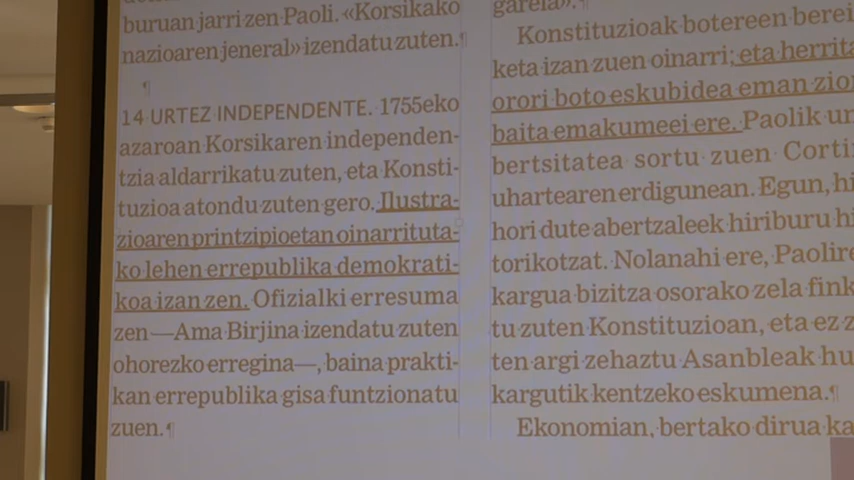 buruan jarri zen Paoli. «Korsikako
nazioaren jeneral» izendatu zuten.¶
¶
14 URTEZ INDEPENDENTE. 1755eko
azaroan Korsikaren independen-
tzia aldarrikatu zuten, eta Konsti-
tuzioa atondu zuten gero. Ilustra-
zioaren printzipioetan oinarrituta-
ko lehen errepublika demokrati-
koa izan zen. Ofizialki erresuma
zen —Ama Birjina izendatu zuten
ohorezko erregina—, baina prakti-
kan errepublika gisa funtzionatu
zuen.¶
garela».¶
Konstituzioak botereen berei
keta izan zuen oinarri; eta herrita
orori boto eskubidea eman zio
baita emakumeei ere. Paolik un
bertsitatea sortu zuen Corti
uhartearen erdigunean. Egun, hi
hori dute abertzaleek hiriburu hi
torikotzat. Nolanahi ere, Paolire
kargua bizitza osorako zela fink
tu zuten Konstituzioan, eta ez z
ten argi zehaztu Asanbleak hu
kargutik kentzeko eskumena.¶
Ekonomian, bertako dirua ka